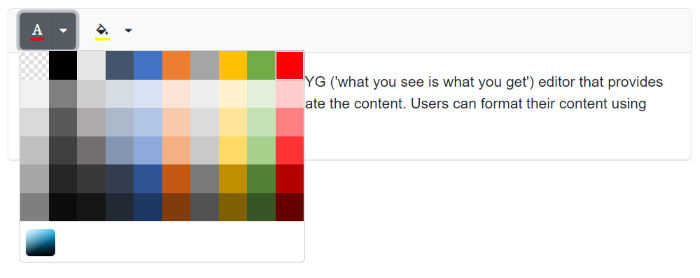 A
YG ('what you see is what you get') editor that provides
ate the content. Users can format their content using